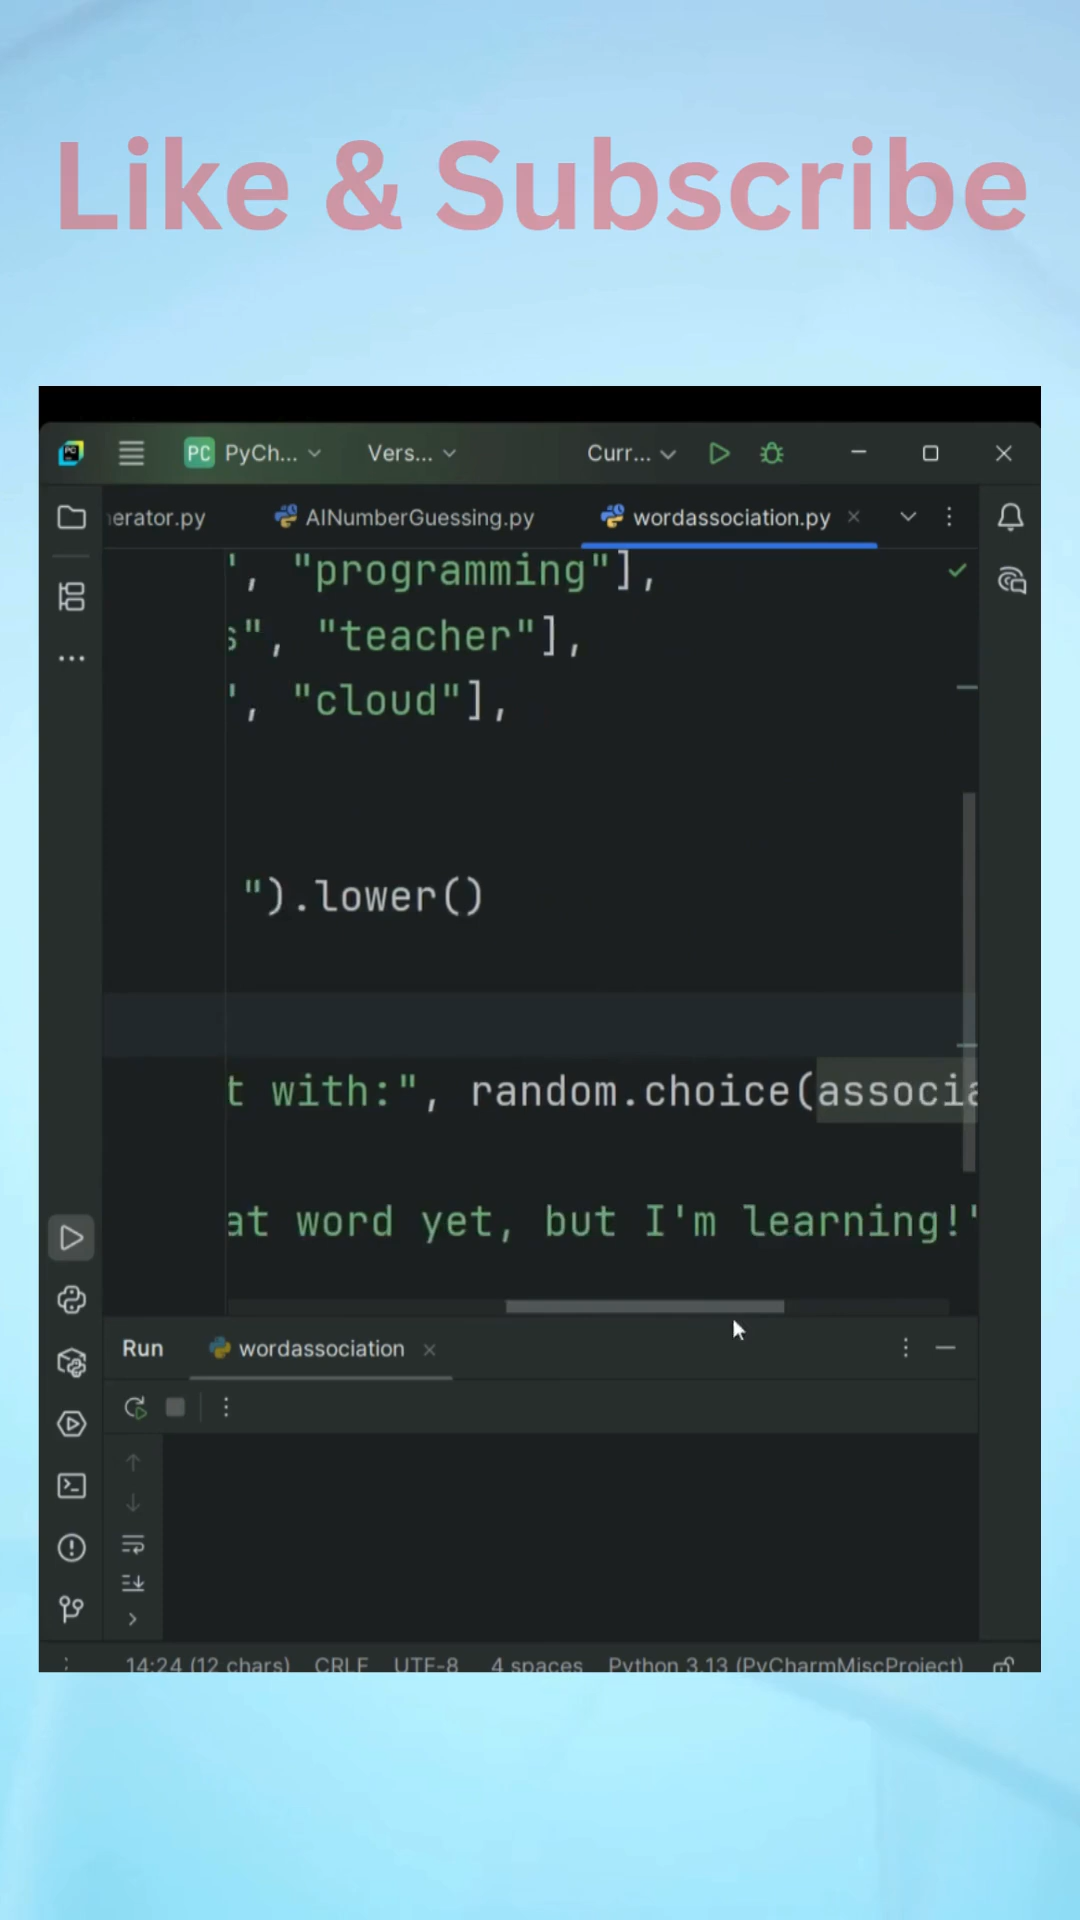 Like & Subscribe
PC PyCh... Vers... Curr...
erator.py AINumberGuessing.py wordassociation.py
', "programming"],
s", "teacher"],
', "cloud"],
").lower()
t with:", random.choice(associa
at word yet, but I'm learning!'
Run wordassociation
14:24 (12 chars) CRLF UTF-8 4 spaces Python 3.13 (PyCharmMiscProject)